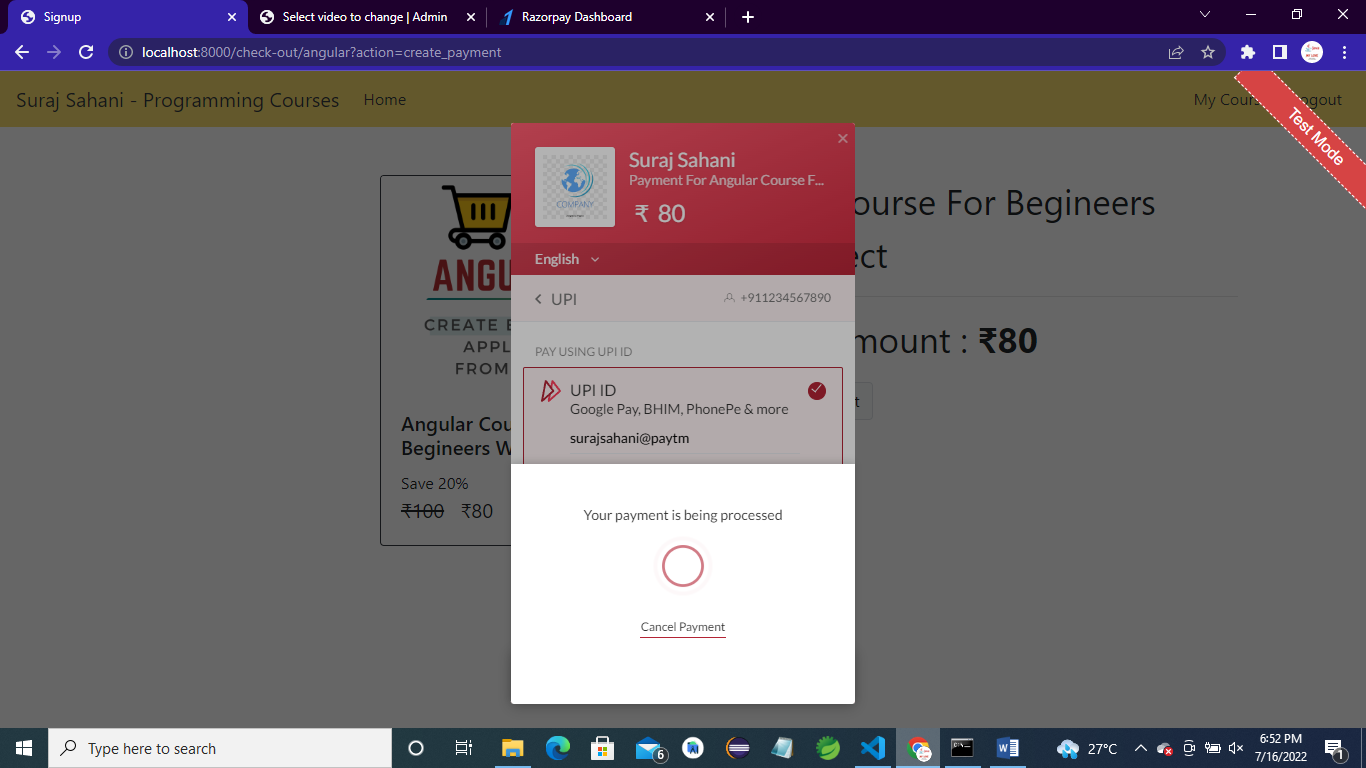 Signup
Select video to change | Admin
Razorpay Dashboard
localhost:8000/check-out/angular?action=create_payment
Suraj Sahani - Programming Courses
Home
My Cour
ogout
Test Mode
Suraj Sahani
Payment For Angular Course F...
₹ 80
COMPANY
English
UPI
+911234567890
PAY USING UPI ID
UPI ID
Google Pay, BHIM, PhonePe & more
surajsahani@paytm
Your payment is being processed
Cancel Payment
ANGU
CREATE E
APPL
FROM
Angular Cou
Begineers W
Save 20%
₹100 ₹80
ourse For Begineers
ect
mount : ₹80
t
Type here to search
6
27°C
6:52 PM
7/16/2022
1